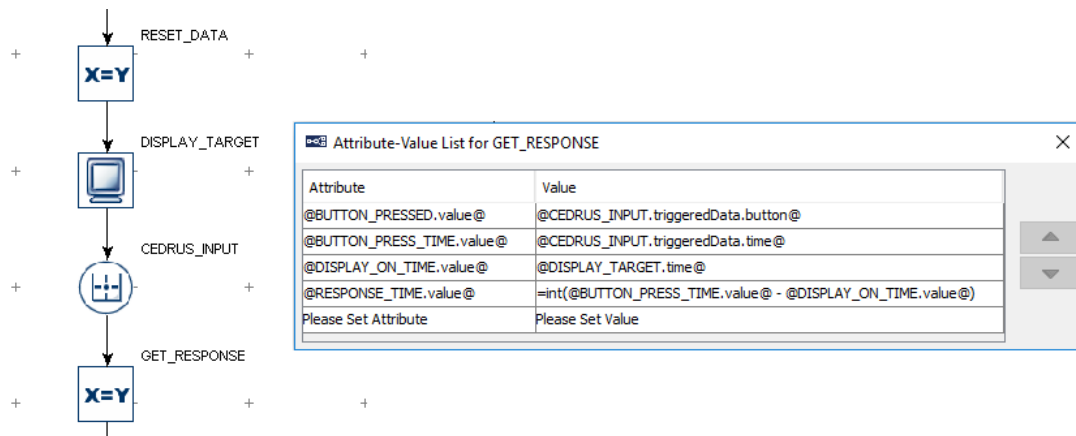 RESET_DATA
X=Y
DISPLAY_TARGET
CEDRUS_INPUT
GET_RESPONSE
X=Y
Attribute-Value List for GET_RESPONSE
Attribute Value
@BUTTON_PRESSED.value@ @CEDRUS_INPUT.triggeredData.button@
@BUTTON_PRESS_TIME.value@ @CEDRUS_INPUT.triggeredData.time@
@DISPLAY_ON_TIME.value@ @DISPLAY_TARGET.time@
@RESPONSE_TIME.value@ =int(@BUTTON_PRESS_TIME.value@ - @DISPLAY_ON_TIME.value@)
Please Set Attribute Please Set Value